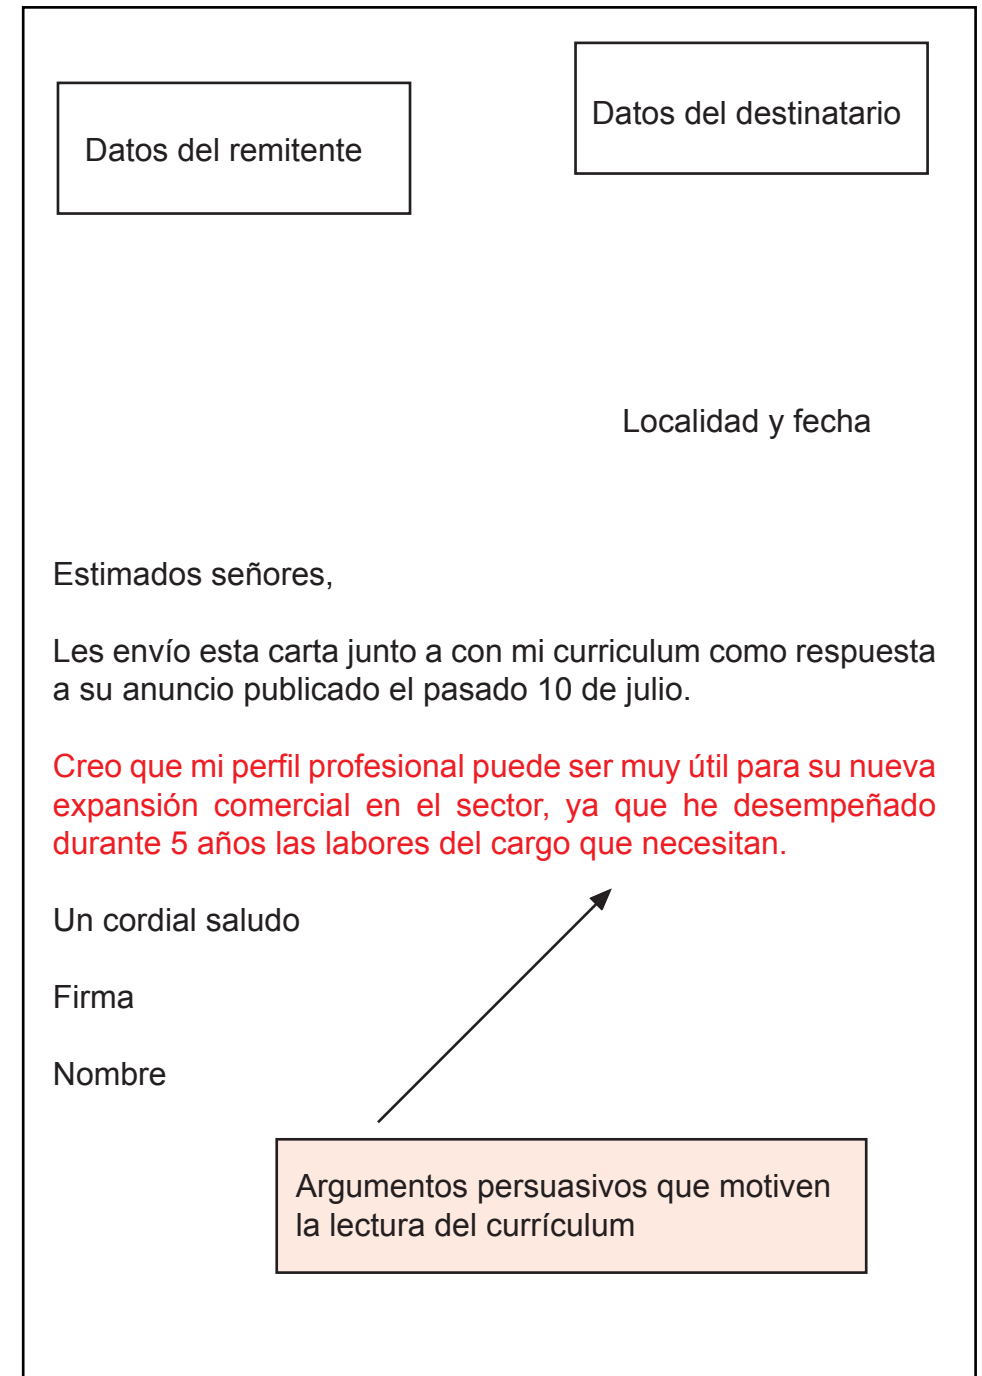 Datos del remitente
Datos del destinatario
Localidad y fecha
Estimados señores,
Les envío esta carta junto a con mi curriculum como respuesta
a su anuncio publicado el pasado 10 de julio.
Creo que mi perfil profesional puede ser muy útil para su nueva
expansión comercial en el sector, ya que he desempeñado
durante 5 años las labores del cargo que necesitan.
Un cordial saludo
Firma
Nombre
Argumentos persuasivos que motiven
la lectura del currículum